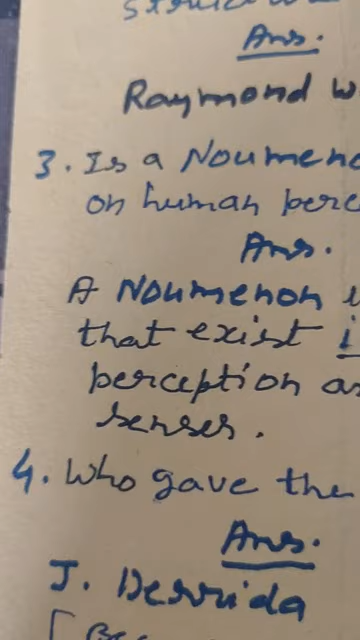 Ans.
Raymond w
3. Is a Noumeno
on human perc
Ans.
A Noumenon
that exist
perception as
senses.
4. Who gave the
Ans.
J. Derrida